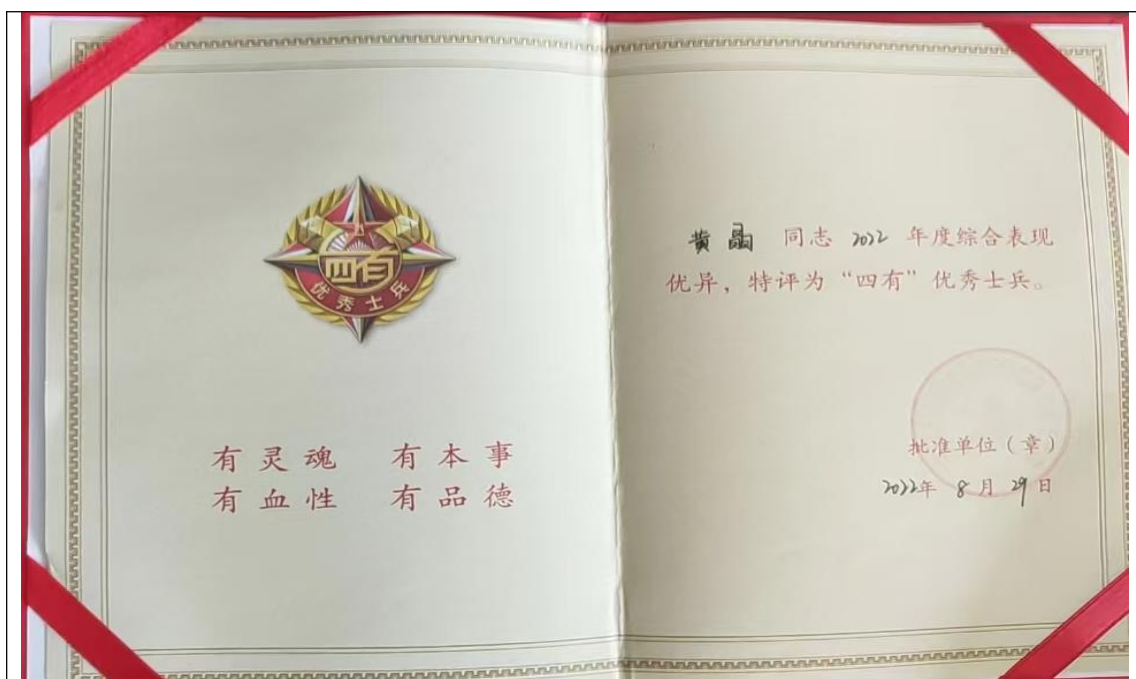 四有
优秀士兵
有灵魂 有本事
有血性 有品德
黄晶 同志 2022 年度综合表现
优异，特评为“四有”优秀士兵。
批准单位（章）
2022年 8 月 29 日